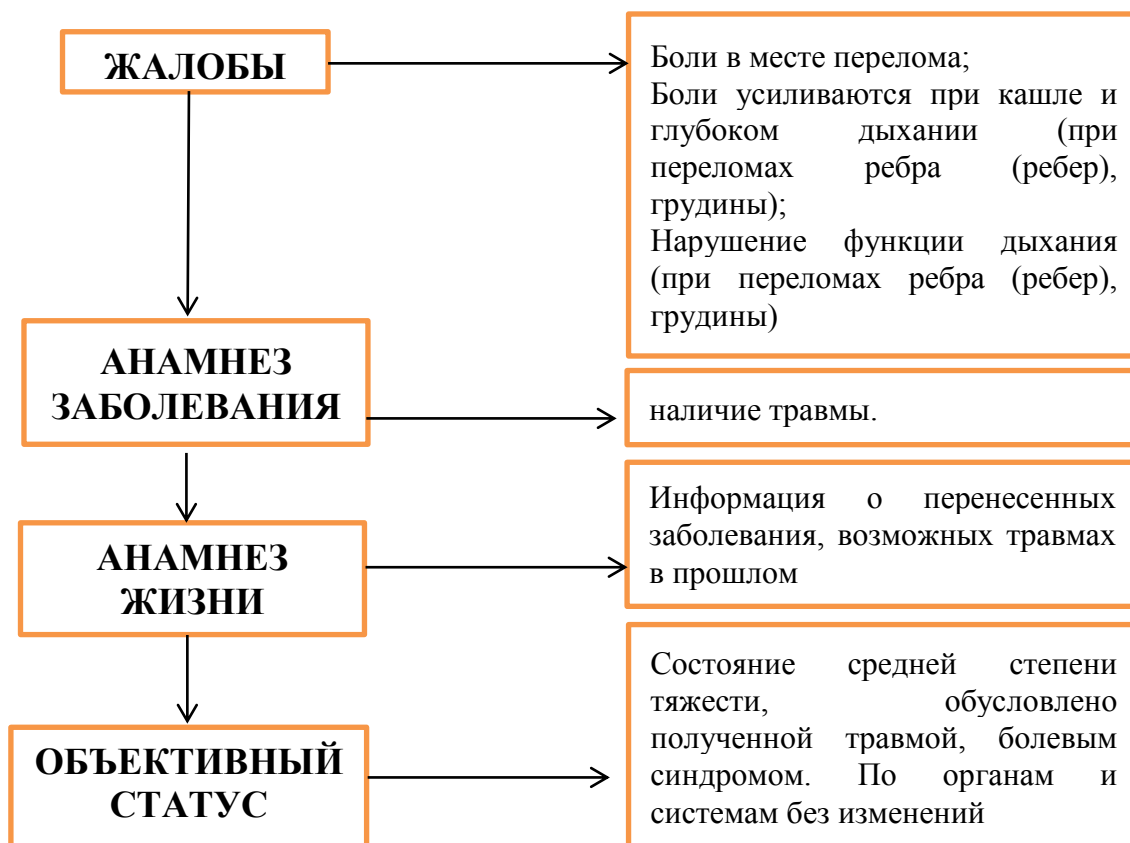 ЖАЛОБЫ
Боли в месте перелома;
Боли усиливаются при кашле и
глубоком дыхании (при
переломах ребра (ребер),
грудины);
Нарушение функции дыхания
(при переломах ребра (ребер),
грудины)
АНАМНЕЗ
ЗАБОЛЕВАНИЯ
наличие травмы.
АНАМНЕЗ
ЖИЗНИ
Информация о перенесенных
заболевания, возможных травмах
в прошлом
ОБЪЕКТИВНЫЙ
СТАТУС
Состояние средней степени
тяжести, обусловлено
полученной травмой, болевым
синдромом. По органам и
системам без изменений